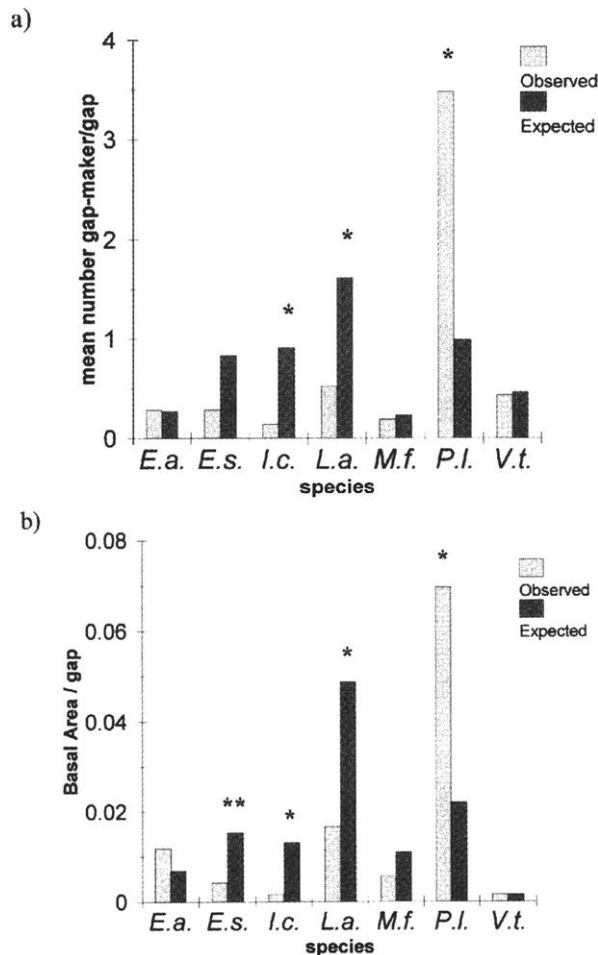 a)
4
3
2
1
0
mean number gap-maker/gap
*
*
*
Observed
Expected
E.a. E.s. I.c. L.a. M.f. P.l. V.t.
species
b)
0.08
0.06
0.04
0.02
0
Basal Area / gap
**
*
*
*
Observed
Expected
E.a. E.s. I.c. L.a. M.f. P.l. V.t.
species